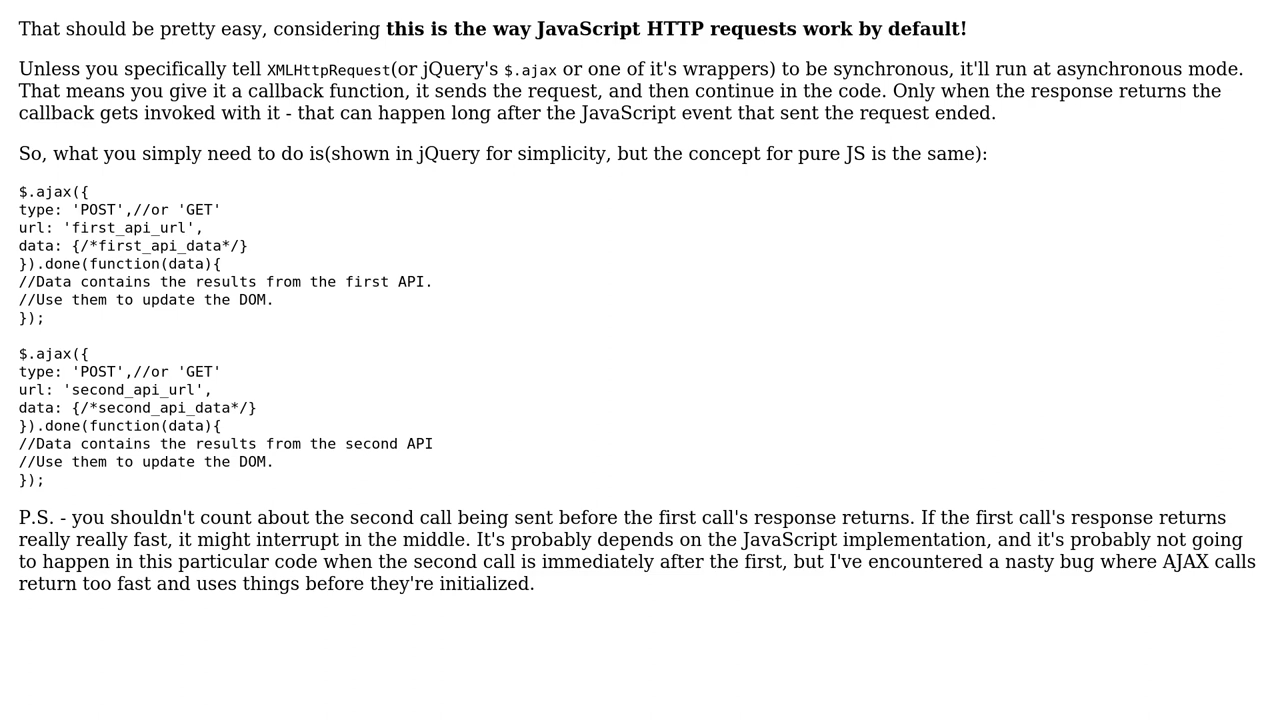 That should be pretty easy, considering this is the way JavaScript HTTP requests work by default!
Unless you specifically tell XMLHttpRequest(or jQuery's $.ajax or one of it's wrappers) to be synchronous, it'll run at asynchronous mode.
That means you give it a callback function, it sends the request, and then continue in the code. Only when the response returns the
callback gets invoked with it - that can happen long after the JavaScript event that sent the request ended.
So, what you simply need to do is(shown in jQuery for simplicity, but the concept for pure JS is the same):
$.ajax({
type: 'POST',//or 'GET'
url: 'first_api_url',
data: {/*first_api_data*/}
}).done(function(data){
//Data contains the results from the first API.
//Use them to update the DOM.
});
$.ajax({
type: 'POST',//or 'GET'
url: 'second_api_url',
data: {/*second_api_data*/}
}).done(function(data){
//Data contains the results from the second API
//Use them to update the DOM.
});
P.S. - you shouldn't count about the second call being sent before the first call's response returns. If the first call's response returns
really really fast, it might interrupt in the middle. It's probably depends on the JavaScript implementation, and it's probably not going
to happen in this particular code when the second call is immediately after the first, but I've encountered a nasty bug where AJAX calls
return too fast and uses things before they're initialized.